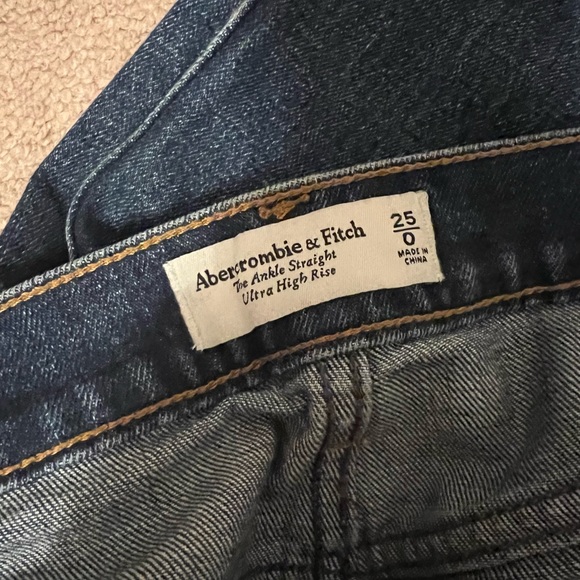 Abercrombie & Fitch
The Ankle Straight
Ultra High Rise
25
0
MADE IN
CHINA